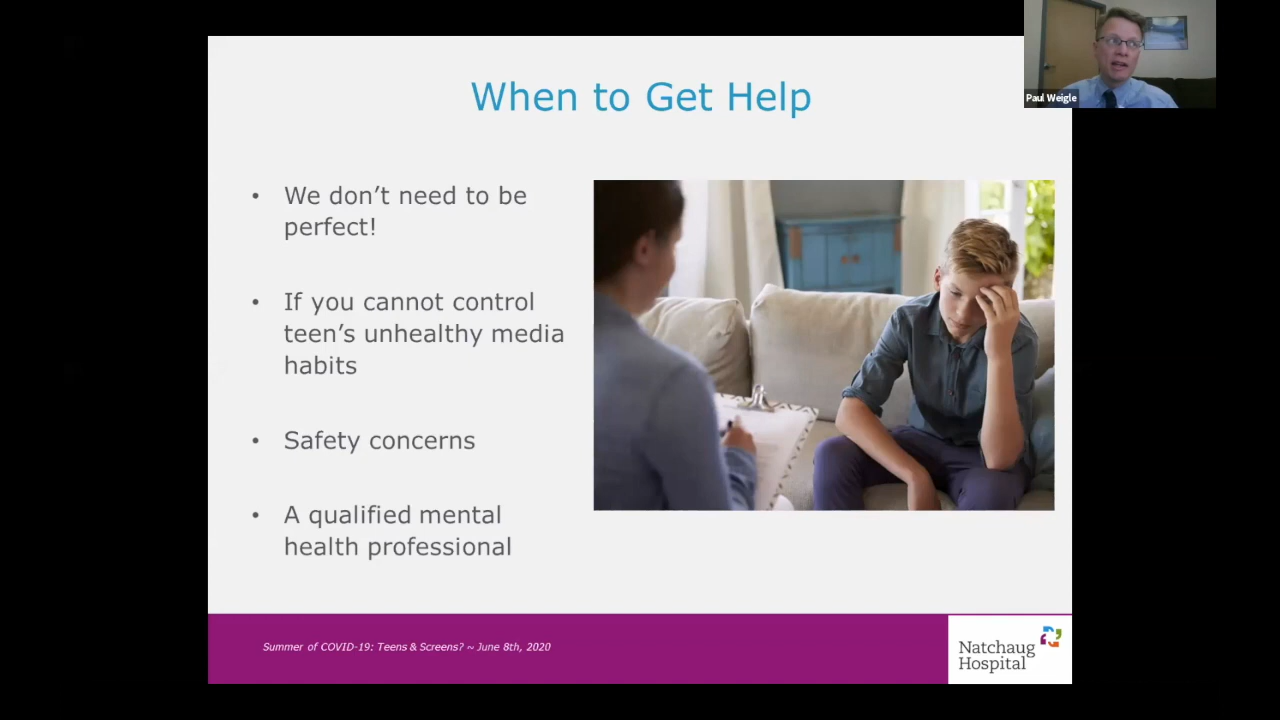 When to Get Help
Paul Weigle
• We don’t need to be
perfect!
• If you cannot control
teen’s unhealthy media
habits
• Safety concerns
• A qualified mental
health professional
Summer of COVID-19: Teens & Screens? ~ June 8th, 2020
Natchaug
Hospital